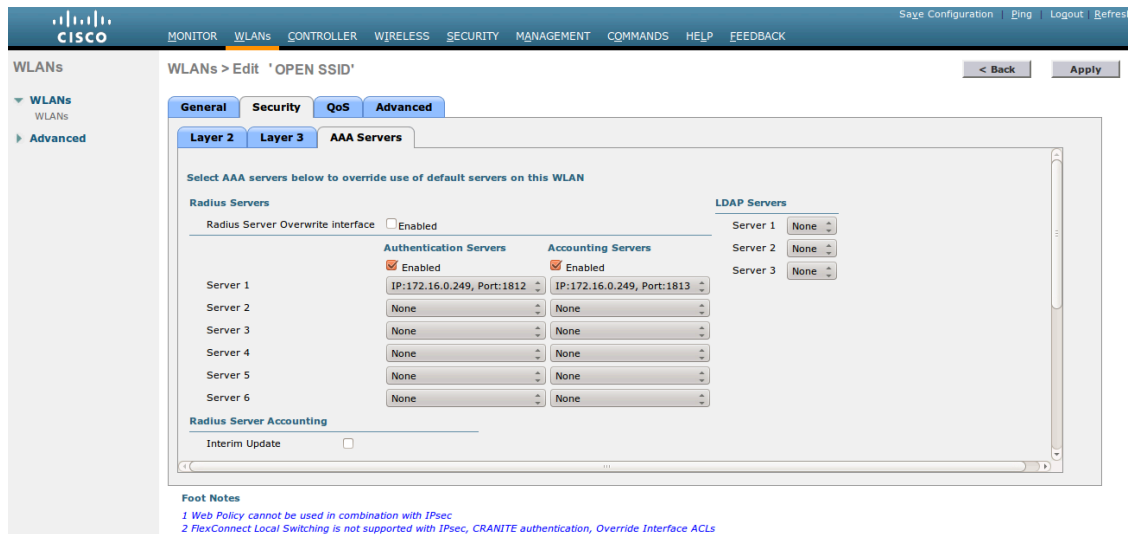 Save Configuration | Ping | Logout | Refresh
CISCO
MONITOR WLANs CONTROLLER WIRELESS SECURITY MANAGEMENT COMMANDS HELP FEEDBACK
WLANs
WLANs > Edit 'OPEN SSID'
< Back
Apply
WLANs
WLANs
Advanced
General Security QoS Advanced
Layer 2 Layer 3 AAA Servers
Select AAA servers below to override use of default servers on this WLAN
Radius Servers
LDAP Servers
Radius Server Overwrite interface Enabled
Server 1 None
Authentication Servers Accounting Servers
Server 2 None
Enabled Enabled
Server 3 None
Server 1 IP:172.16.0.249, Port:1812 IP:172.16.0.249, Port:1813
Server 2 None None
Server 3 None None
Server 4 None None
Server 5 None None
Server 6 None None
Radius Server Accounting
Interim Update
Foot Notes
1 Web Policy cannot be used in combination with IPsec
2 FlexConnect Local Switching is not supported with IPsec, CRANITE authentication, Override Interface ACLs